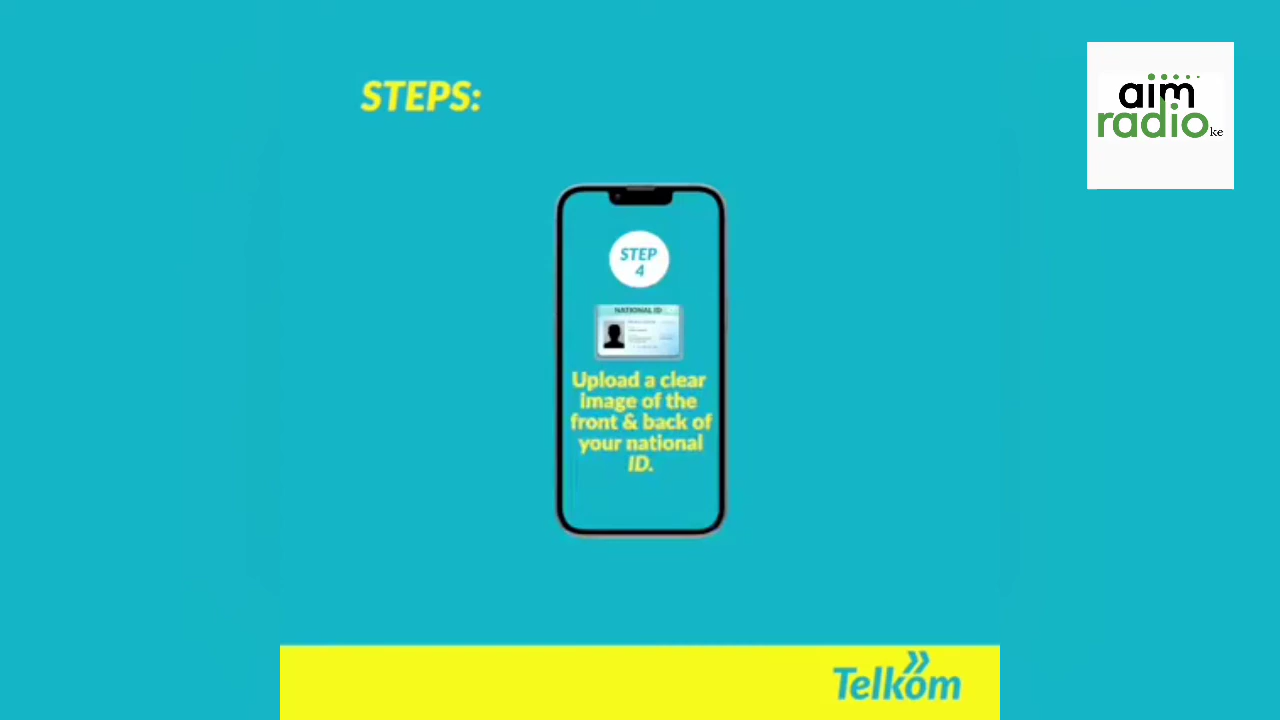 STEPS:
aim
radio ke
STEP
4
NATIONAL ID
Upload a clear
image of the
front & back of
your national
ID.
Telkom